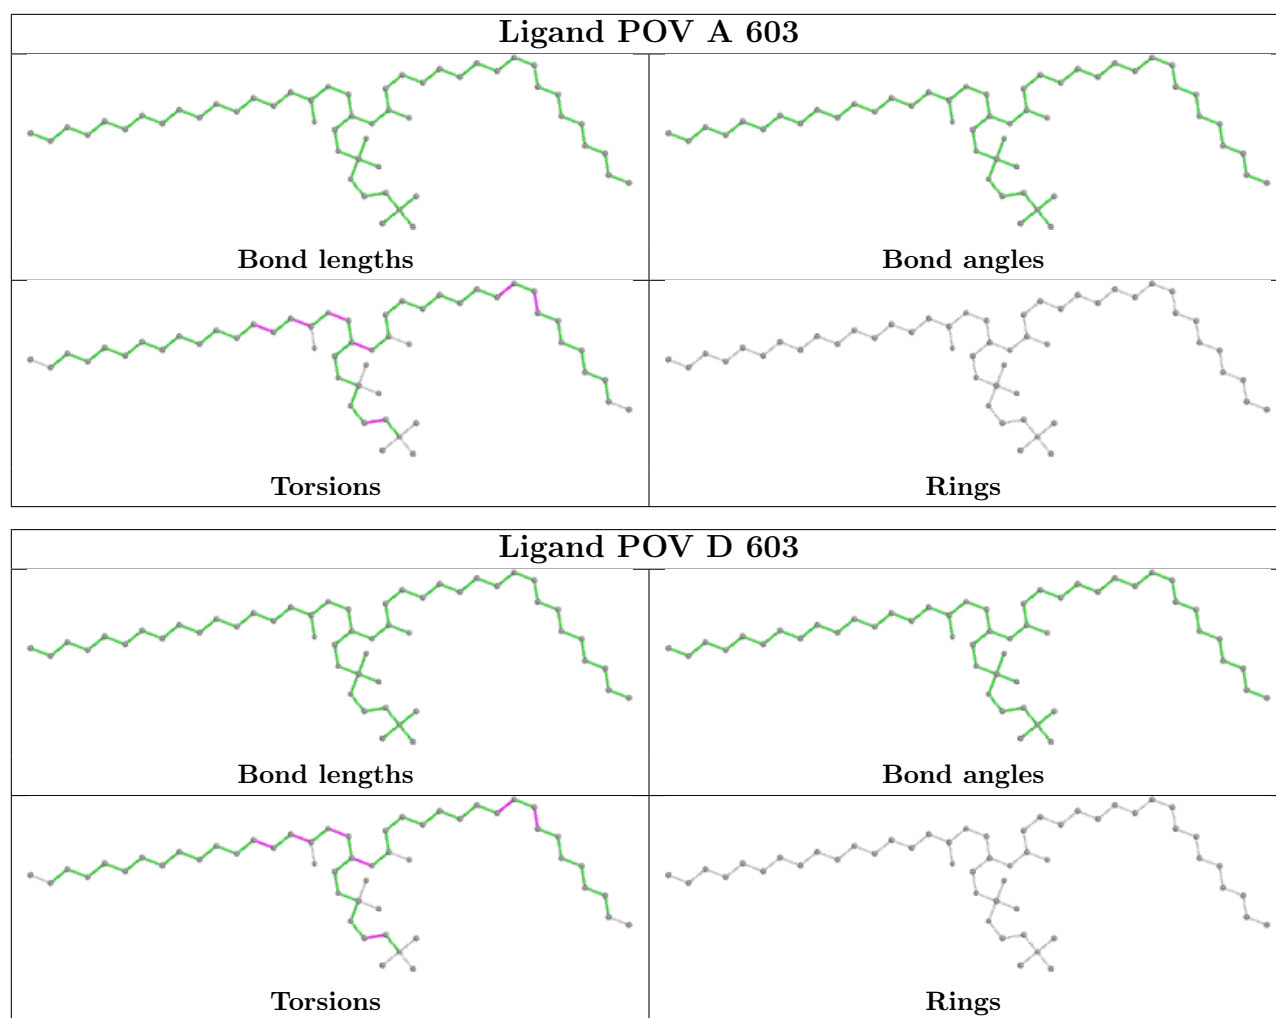 Ligand POV A 603
Bond lengths
Bond angles
Torsions
Rings
Ligand POV D 603
Bond lengths
Bond angles
Torsions
Rings